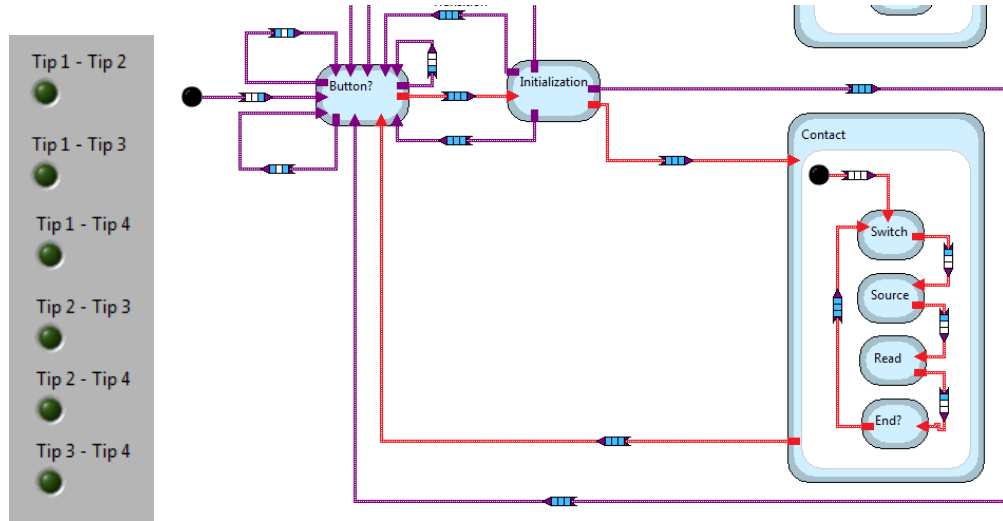 Tip 1 - Tip 2
Tip 1 - Tip 3
Tip 1 - Tip 4
Tip 2 - Tip 3
Tip 2 - Tip 4
Tip 3 - Tip 4
Button?
Initialization
Contact
Switch
Source
Read
End?